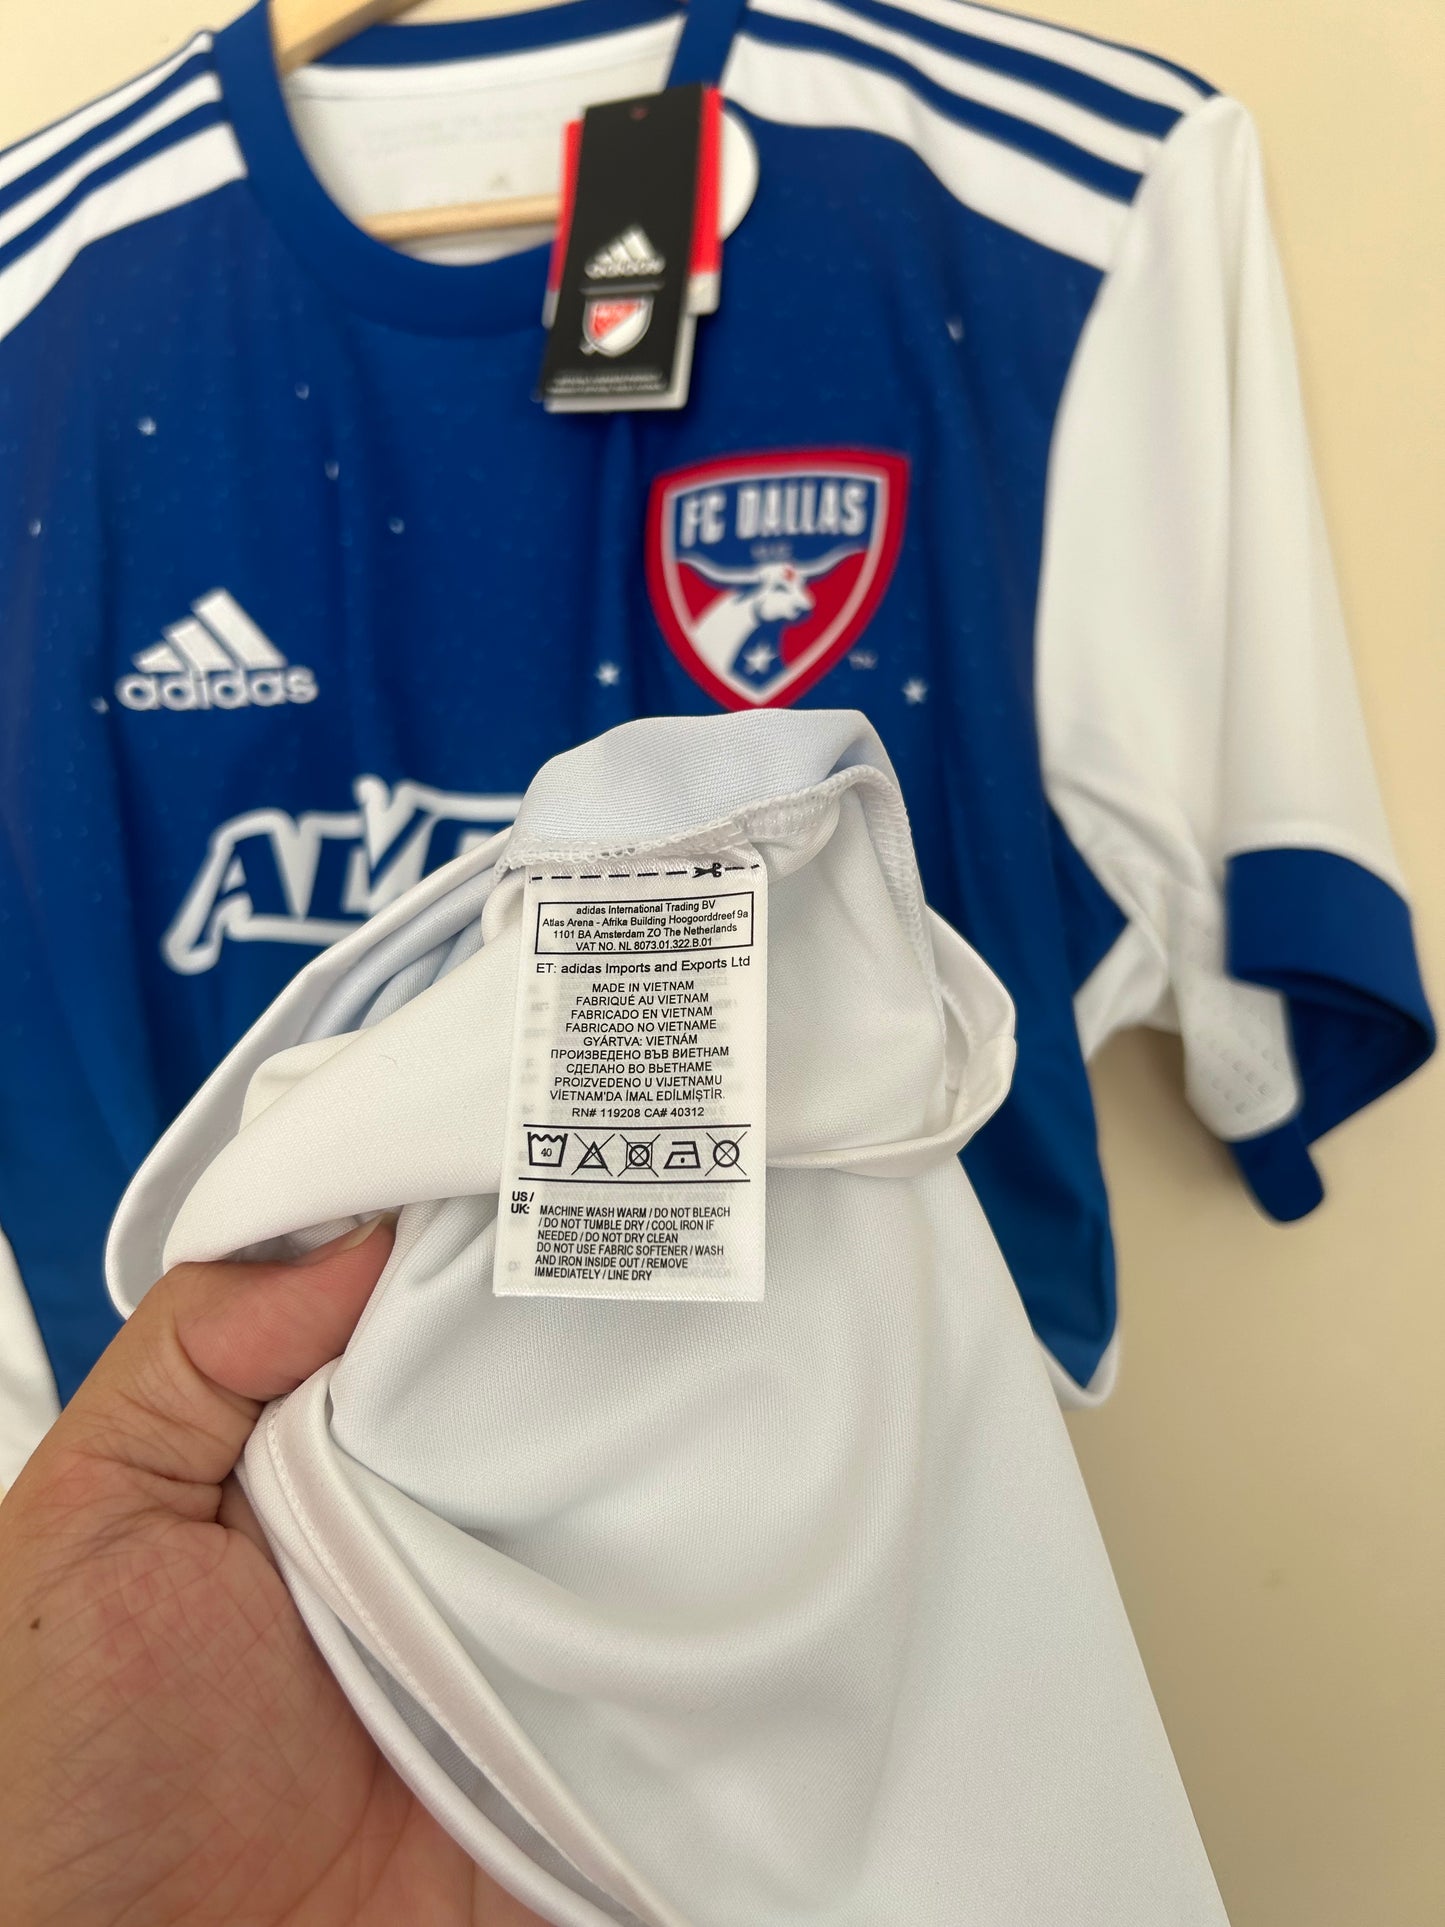 adidas
FC DALLAS
TM
adidas
adidas International Trading BV
Atlas Arena - Afrika Building Hoogoorddreef 9a
1101 BA Amsterdam ZO The Netherlands
VAT NO. NL 8073.01.322.B.01
ET: adidas Imports and Exports Ltd
MADE IN VIETNAM
FABRIQUÉ AU VIETNAM
FABRICADO EN VIETNAM
FABRICADO NO VIETNAME
GYÁRTVA: VIETNÁM
ПРОИЗВЕДЕНО ВЪВ ВИЕТНАМ
СДЕЛАНО ВО ВЬЕТНАМЕ
PROIZVEDENO U VIJETNAMU
VİETNAM'DA İMAL EDİLMİŞTİR.
RN# 119208 CA# 40312
40
US /
UK:
MACHINE WASH WARM / DO NOT BLEACH
/ DO NOT TUMBLE DRY / COOL IRON IF
NEEDED / DO NOT DRY CLEAN
DO NOT USE FABRIC SOFTENER / WASH
AND IRON INSIDE OUT / REMOVE
IMMEDIATELY / LINE DRY